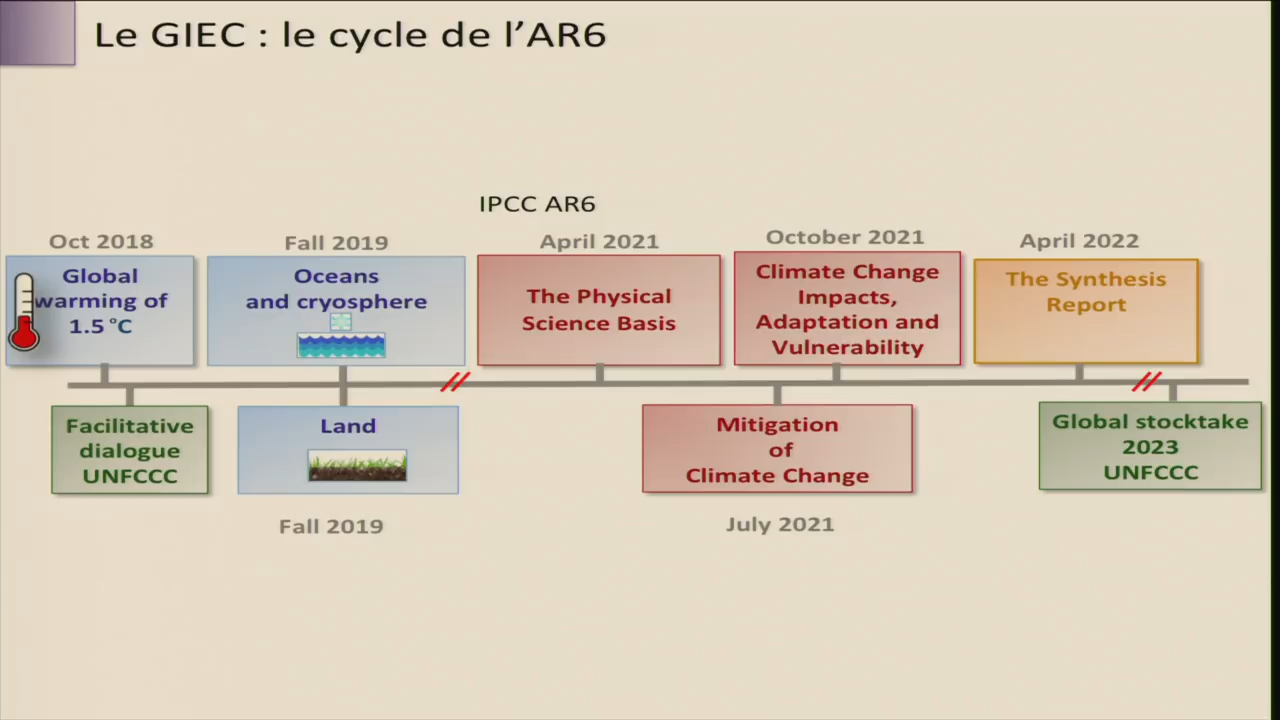 Le GIEC : le cycle de l’AR6
IPCC AR6
Oct 2018
Global
warming of
1.5 °C
Fall 2019
Oceans
and cryosphere
April 2021
The Physical
Science Basis
October 2021
Climate Change
Impacts,
Adaptation and
Vulnerability
April 2022
The Synthesis
Report
Facilitative
dialogue
UNFCCC
Land
Fall 2019
Mitigation
of
Climate Change
July 2021
Global stocktake
2023
UNFCCC